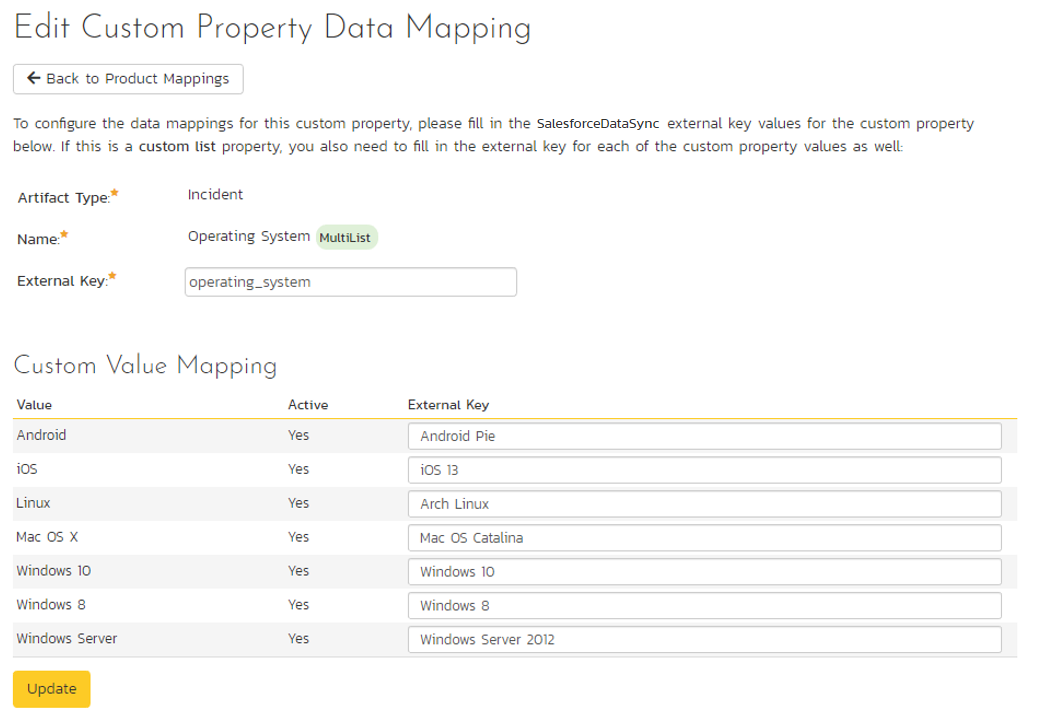 Edit Custom Property Data Mapping
← Back to Product Mappings
To configure the data mappings for this custom property, please fill in the SalesforceDataSync external key values for the custom property
below. If this is a custom list property, you also need to fill in the external key for each of the custom property values as well:
Artifact Type:* Incident
Name:* Operating System MultiList
External Key:* operating_system
Custom Value Mapping
Value Active External Key
Android Yes Android Pie
iOS Yes iOS 13
Linux Yes Arch Linux
Mac OS X Yes Mac OS Catalina
Windows 10 Yes Windows 10
Windows 8 Yes Windows 8
Windows Server Yes Windows Server 2012
Update